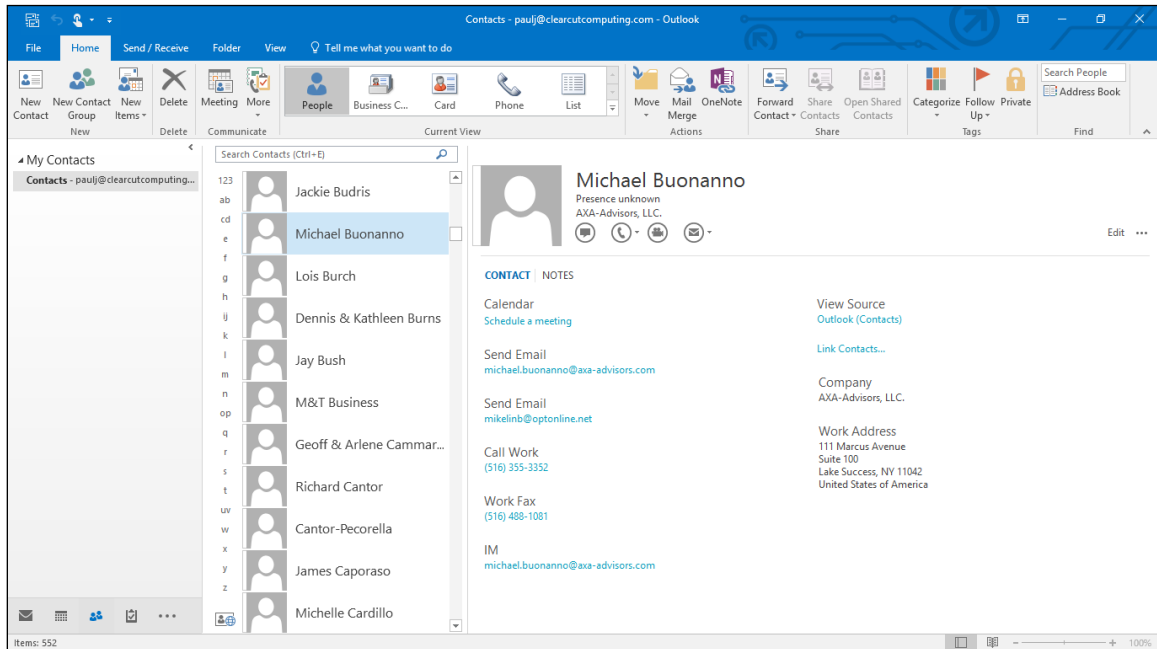 Contacts - paulj@clearcutcomputing.com - Outlook
File Home Send / Receive Folder View Tell me what you want to do
New Contact
New Contact Group
New Items
New
Delete
Delete
Meeting
More
Communicate
People
Business C...
Card
Phone
List
Current View
Move
Mail Merge
OneNote
Actions
Forward Contact
Share Contacts
Open Shared Contacts
Share
Categorize
Follow Up
Private
Tags
Search People
Address Book
Find
My Contacts
Contacts - paulj@clearcutcomputing...
Search Contacts (Ctrl+E)
123
ab
cd
e
f
g
h
ij
k
l
m
n
op
q
r
s
t
uv
w
x
y
z
Jackie Budris
Michael Buonanno
Lois Burch
Dennis & Kathleen Burns
Jay Bush
M&T Business
Geoff & Arlene Cammar...
Richard Cantor
Cantor-Pecorella
James Caporaso
Michelle Cardillo
Michael Buonanno
Presence unknown
AXA-Advisors, LLC.
Edit
CONTACT NOTES
Calendar
Schedule a meeting
Send Email
michael.buonanno@axa-advisors.com
Send Email
mikelinb@optonline.net
Call Work
(516) 355-3352
Work Fax
(516) 488-1081
IM
michael.buonanno@axa-advisors.com
View Source
Outlook (Contacts)
Link Contacts...
Company
AXA-Advisors, LLC.
Work Address
111 Marcus Avenue
Suite 100
Lake Success, NY 11042
United States of America
Items: 552
100%